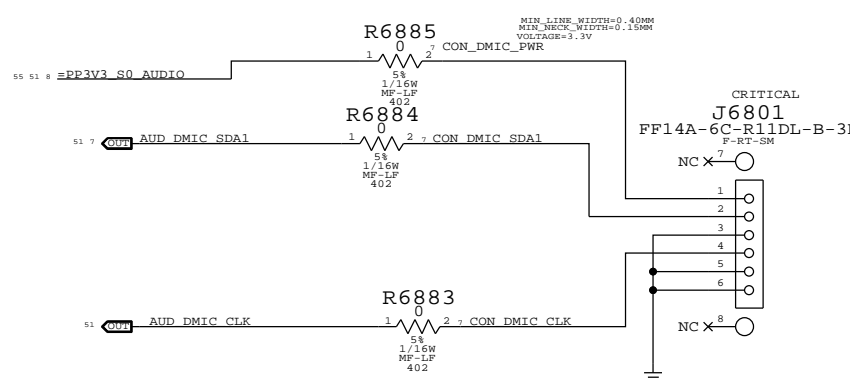 MIN_LINE_WIDTH=0.40MM
MIN_NECK_WIDTH=0.15MM
VOLTAGE=3.3V
R6885
0
1 2
7 CON_DMIC_PWR
5%
1/16W
MF-LF
402
55 51 8 =PP3V3_S0_AUDIO
R6884
0
51 7 OUT AUD_DMIC_SDA1
1 2
7 CON_DMIC_SDA1
5%
1/16W
MF-LF
402
CRITICAL
J6801
FF14A-6C-R11DL-B-3
F-RT-SM
NC 7
1
2
3
4
5
6
NC 8
R6883
0
51 OUT AUD_DMIC_CLK
1 2
7 CON_DMIC_CLK
5%
1/16W
MF-LF
402